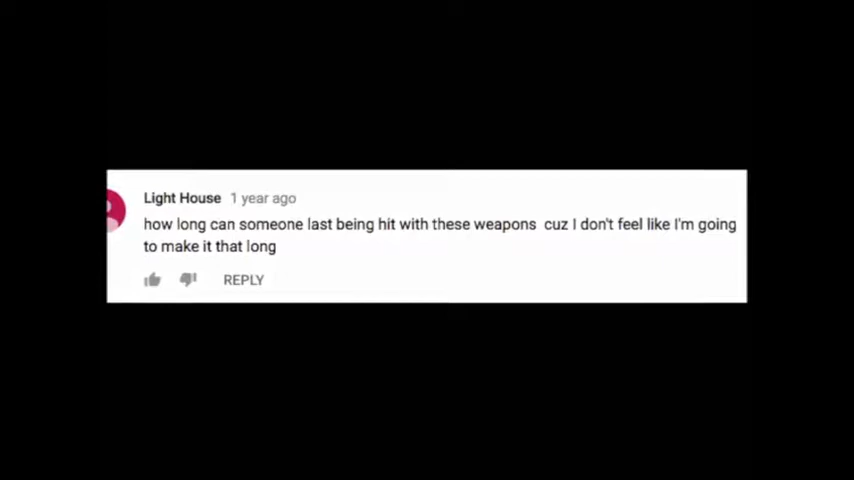 Light House 1 year ago
how long can someone last being hit with these weapons cuz I don't feel like I'm going
to make it that long
REPLY